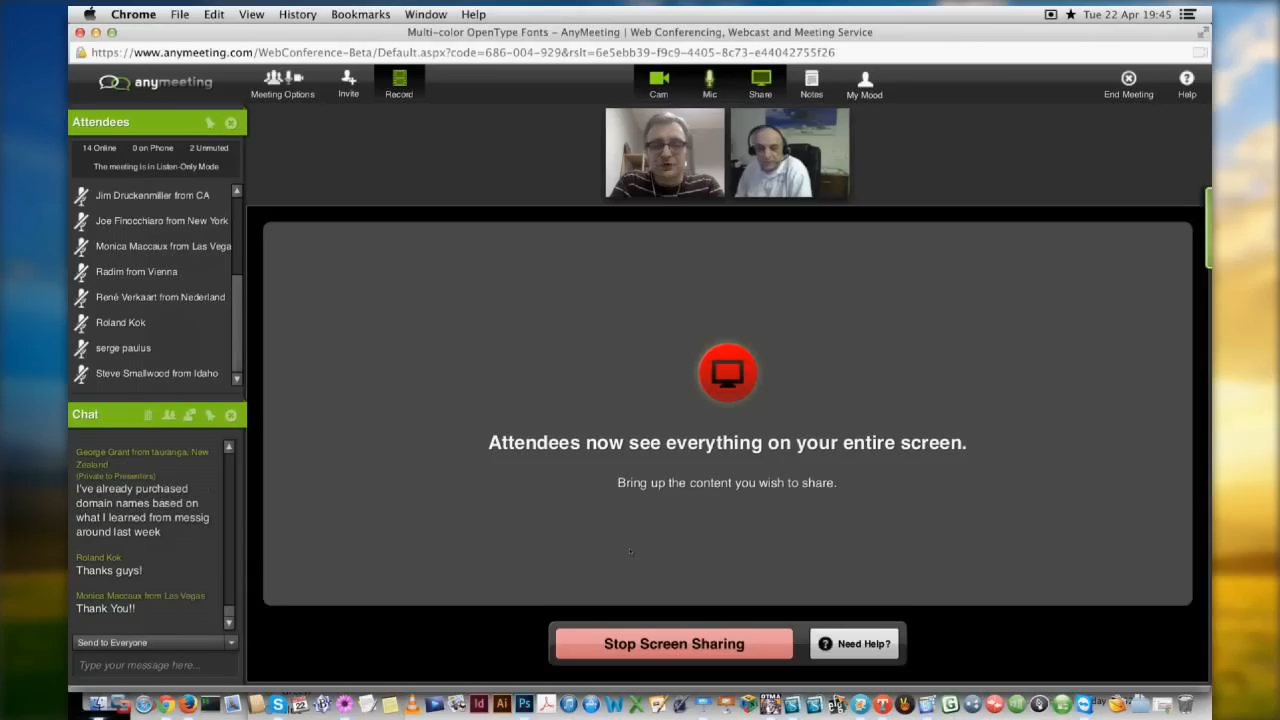 Chrome File Edit View History Bookmarks Window Help
Tue 22 Apr 19:45
Multi-color OpenType Fonts – AnyMeeting | Web Conferencing, Webcast and Meeting Service
https://www.anymeeting.com/WebConference-Beta/Default.aspx?code=686-004-929&rslt=6e5ebb39-f9c9-4405-8c73-e44042755f26
anymeeting
Meeting Options
Invite
Record
Cam
Mic
Share
Notes
My Mood
End Meeting
Help
Attendees
14 Online 0 on Phone 2 Unmuted
The meeting is in Listen-Only Mode
Jim Druckenmiller from CA
Joe Finocchiaro from New York
Monica Maccaux from Las Vega
Radim from Vienna
René Verkaart from Nederland
Roland Kok
serge paulus
Steve Smallwood from Idaho
Chat
George Grant from tauranga, New
Zealand
(Private to Presenters)
I've already purchased
domain names based on
what I learned from messig
around last week
Roland Kok
Thanks guys!
Monica Maccaux from Las Vegas
Thank You!!
Send to Everyone
Type your message here...
Attendees now see everything on your entire screen.
Bring up the content you wish to share.
Stop Screen Sharing
Need Help?